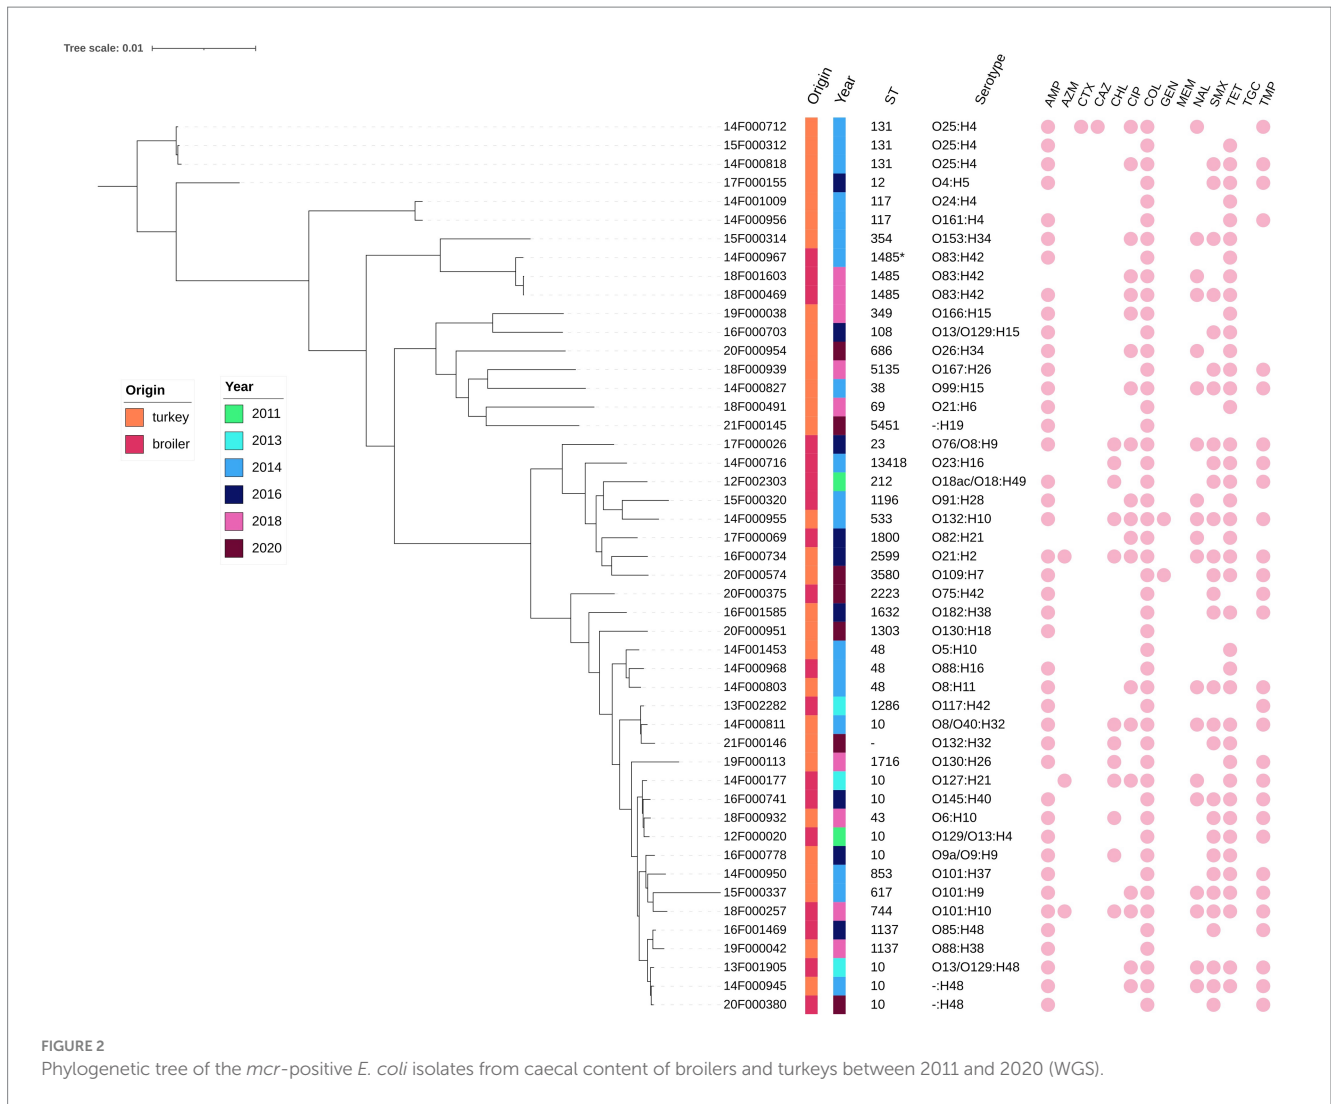 Tree scale: 0.01
Origin Year ST Serotype AMP AZM CTX CAZ CHL CIP COL GEN MEM NAL SMX TET TGC TMP
14F000712 131 O25:H4
15F000312 131 O25:H4
14F000818 131 O25:H4
17F000155 12 O4:H5
14F001009 117 O24:H4
14F000956 117 O161:H4
15F000314 354 O153:H34
14F000967 1485* O83:H42
18F001603 1485 O83:H42
18F000469 1485 O83:H42
19F000038 349 O166:H15
16F000703 108 O13/O129:H15
20F000954 686 O26:H34
18F000939 5135 O167:H26
14F000827 38 O99:H15
18F000491 69 O21:H6
21F000145 5451 -:H19
17F000026 23 O76/O8:H9
14F000716 13418 O23:H16
12F002303 212 O18ac/O18:H49
15F000320 1196 O91:H28
14F000955 533 O132:H10
17F000069 1800 O82:H21
16F000734 2599 O21:H2
20F000574 3580 O109:H7
20F000375 2223 O75:H42
16F001585 1632 O182:H38
20F000951 1303 O130:H18
14F001453 48 O5:H10
14F000968 48 O88:H16
14F000803 48 O8:H11
13F002282 1286 O117:H42
14F000811 10 O8/O40:H32
21F000146 - O132:H32
19F000113 1716 O130:H26
14F000177 10 O127:H21
16F000741 10 O145:H40
18F000932 43 O6:H10
12F000020 10 O129/O13:H4
16F000778 10 O9a/O9:H9
14F000950 853 O101:H37
15F000337 617 O101:H9
18F000257 744 O101:H10
16F001469 1137 O85:H48
19F000042 1137 O88:H38
13F001905 10 O13/O129:H48
14F000945 10 -:H48
20F000380 10 -:H48
Origin
turkey
broiler
Year
2011
2013
2014
2016
2018
2020
FIGURE 2
Phylogenetic tree of the mcr-positive E. coli isolates from caecal content of broilers and turkeys between 2011 and 2020 (WGS).